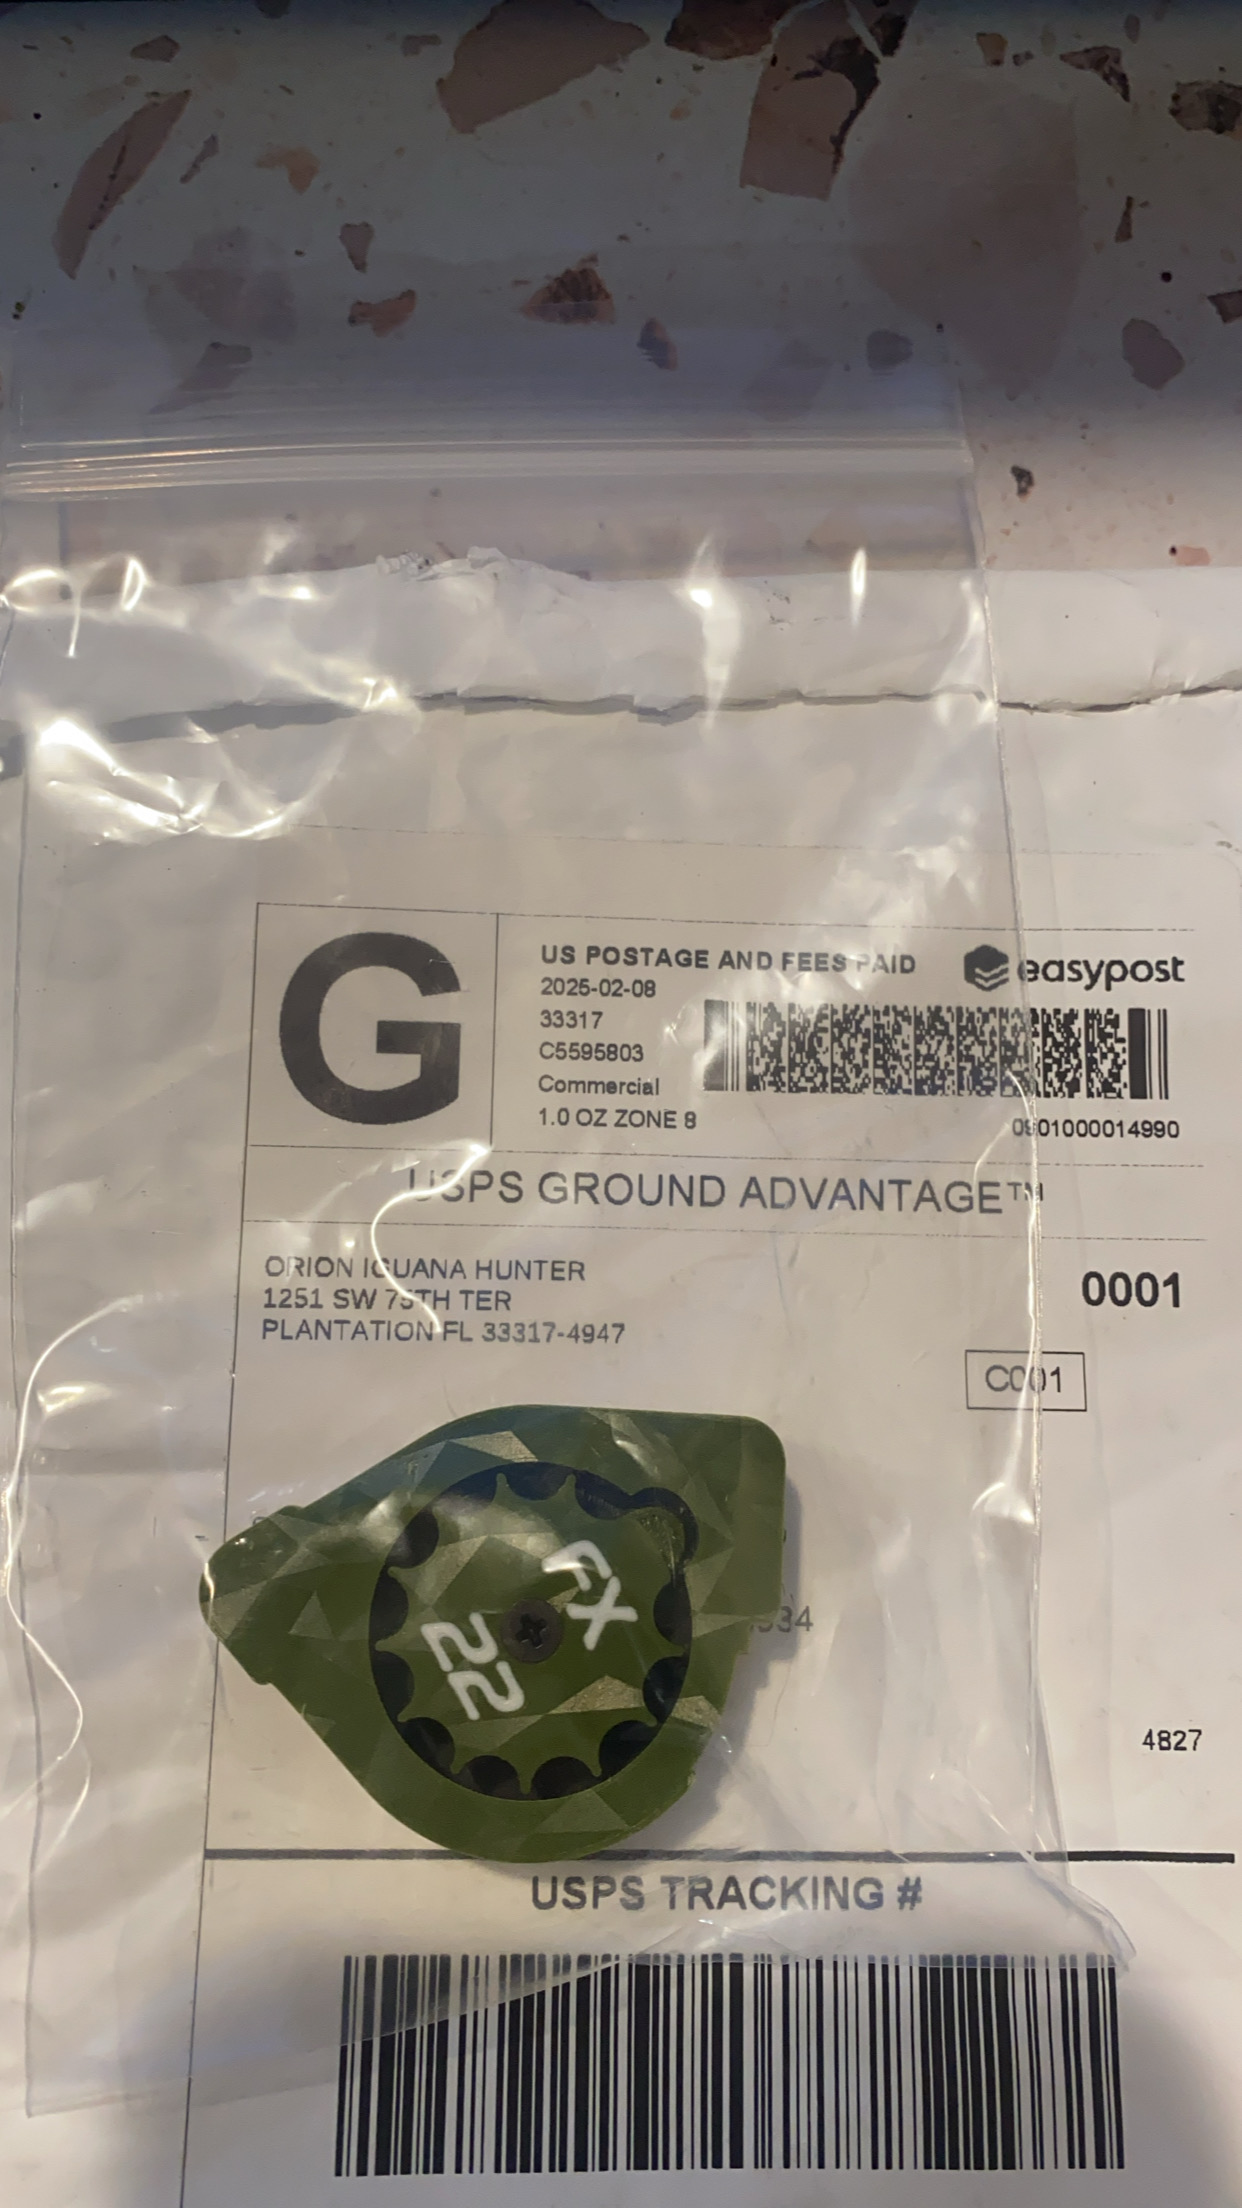 G
US POSTAGE AND FEES PAID
easypost
2025-02-08
33317
C5595803
Commercial
1.0 OZ ZONE 8
0901000014990
USPS GROUND ADVANTAGE™
ORION IGUANA HUNTER
1251 SW 75TH TER
PLANTATION FL 33317-4947
0001
C001
FX
22
4827
USPS TRACKING #